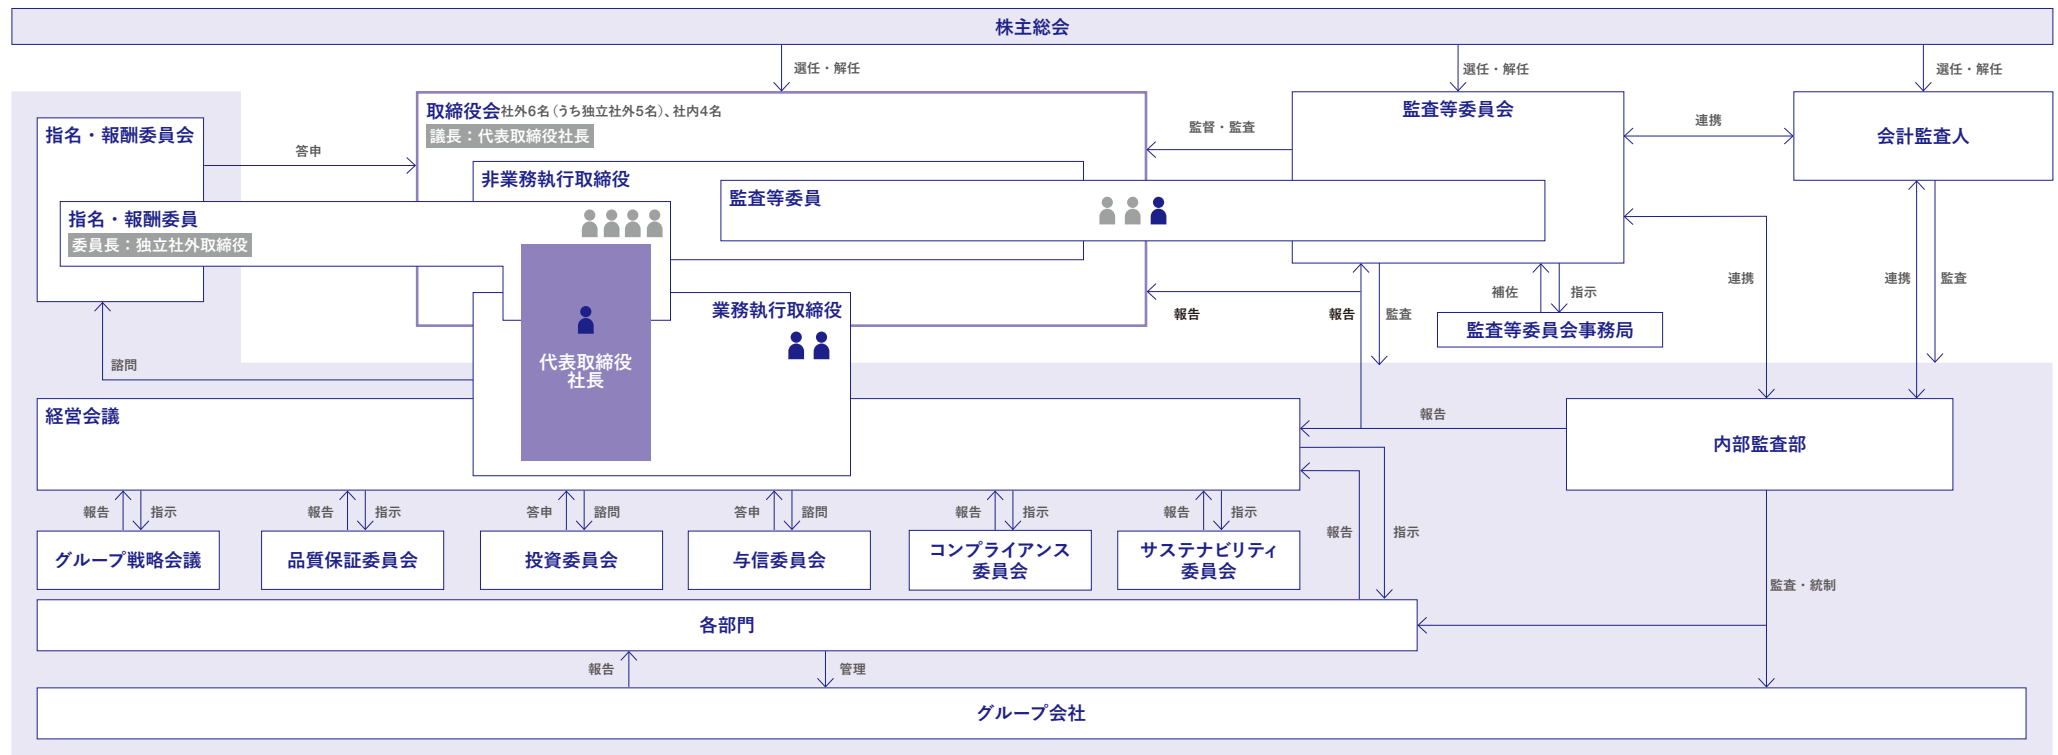 株主総会
選任・解任
選任・解任
選任・解任
取締役会社外6名（うち独立社外5名）、社内4名
議長：代表取締役社長
監査等委員会
会計監査人
指名・報酬委員会
答申
監督・監査
連携
非業務執行取締役
監査等委員
指名・報酬委員
委員長：独立社外取締役
連携
連携
監査
補佐
指示
業務執行取締役
報告
報告
監査
監査等委員会事務局
諮問
代表取締役
社長
経営会議
報告
内部監査部
報告
指示
報告
指示
答申
諮問
答申
諮問
報告
指示
報告
指示
報告
指示
グループ戦略会議
品質保証委員会
投資委員会
与信委員会
コンプライアンス
委員会
サステナビリティ
委員会
監査・統制
各部門
報告
管理
グループ会社